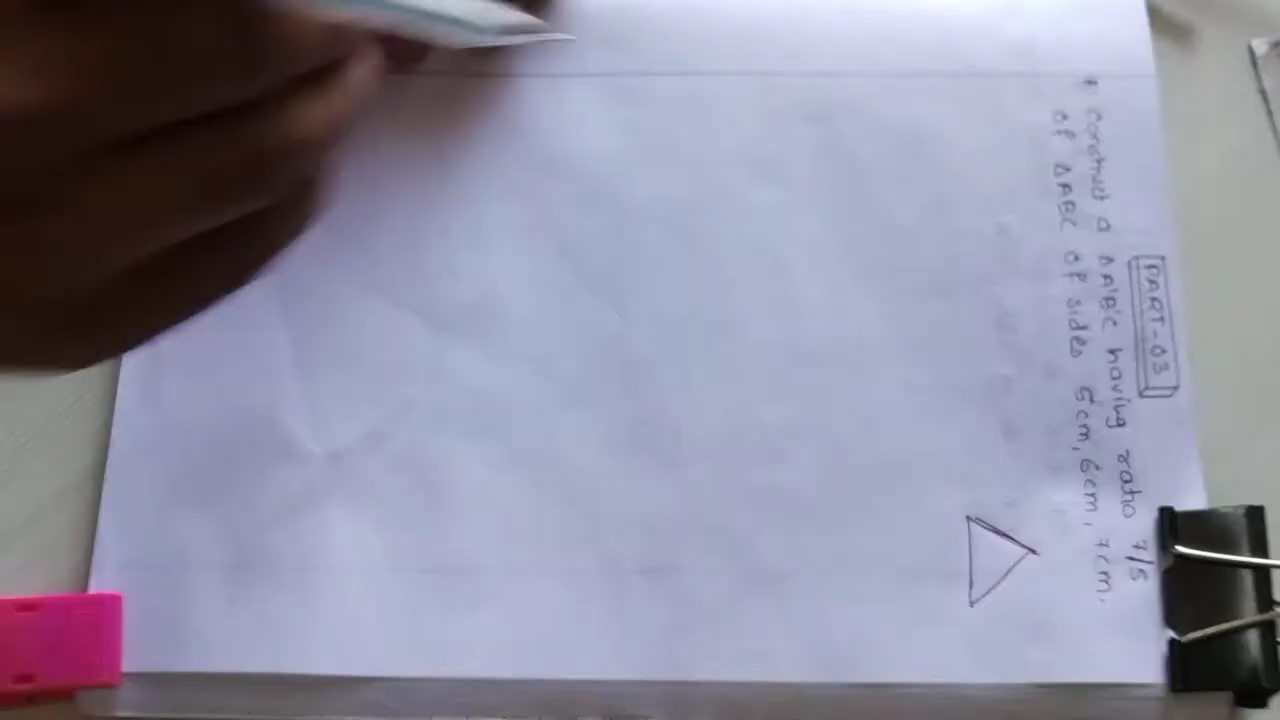 PART-03
* construct a ΔA'B'C having ratio 7/5
of ΔABC of sides 5cm, 6cm, 7cm.